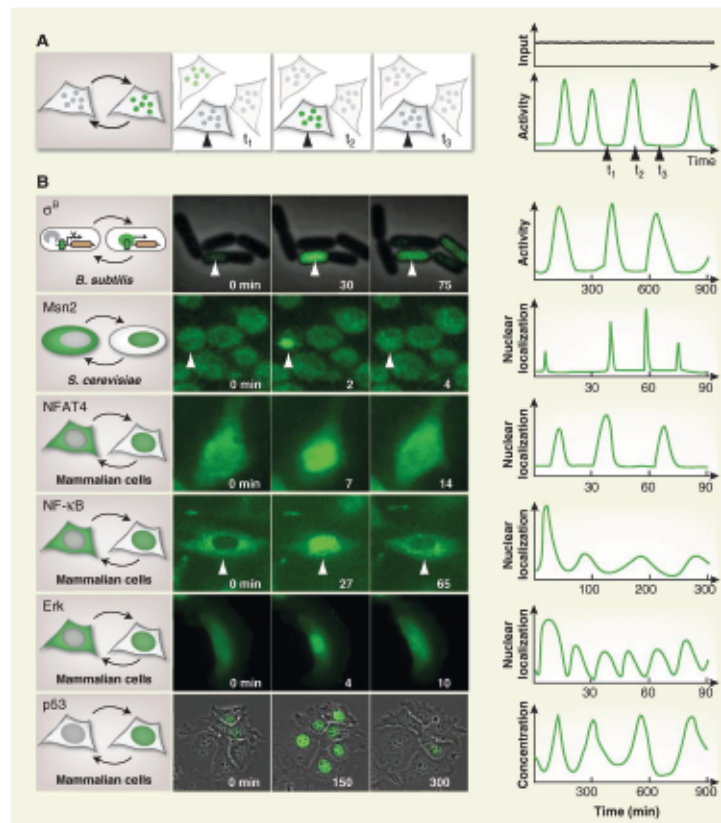 A
t1
t2
t3
Input
Activity
Time
t1
t2
t3
B
σB
B. subtilis
0 min
30
75
Activity
300
600
900
Msn2
S. cerevisiae
0 min
2
4
Nuclear
localization
30
60
90
NFAT4
Mammalian cells
0 min
7
14
Nuclear
localization
30
60
90
NF-κB
Mammalian cells
0 min
27
65
Nuclear
localization
100
200
300
Erk
Mammalian cells
0 min
4
10
Nuclear
localization
30
60
90
p53
Mammalian cells
0 min
150
300
Concentration
300
600
900
Time (min)